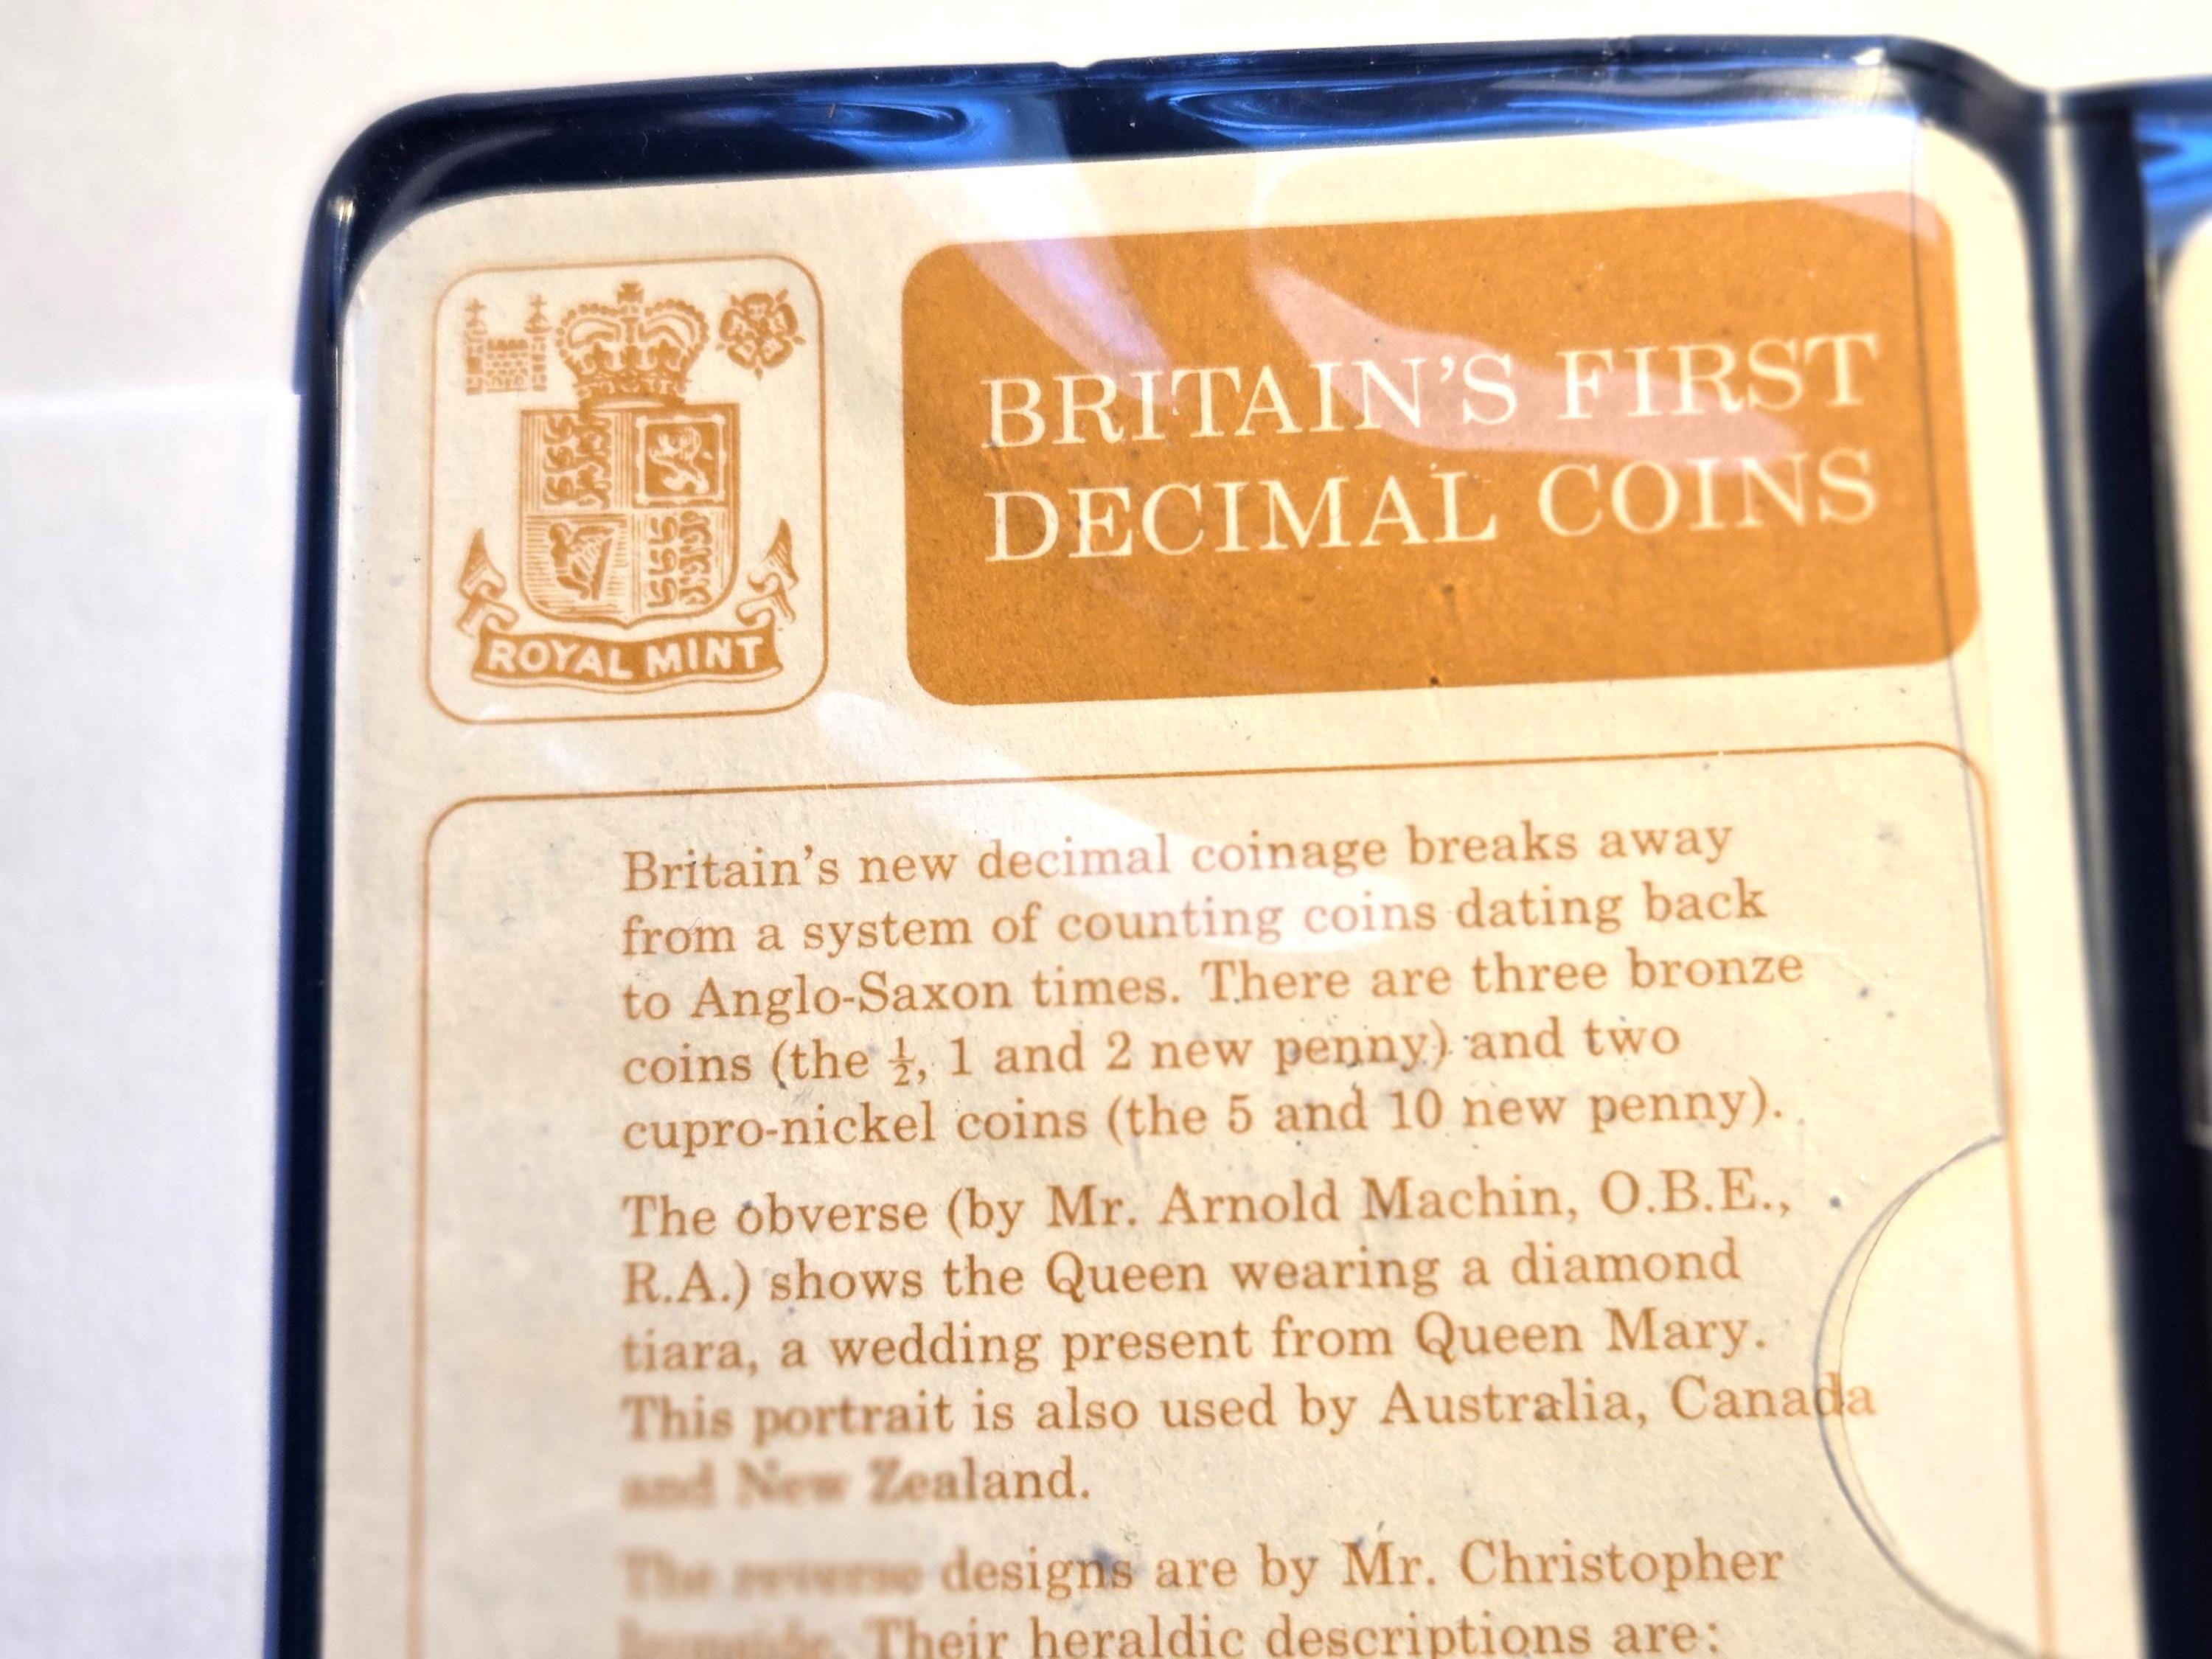 ROYAL MINT
BRITAIN'S FIRST
DECIMAL COINS
Britain's new decimal coinage breaks away
from a system of counting coins dating back
to Anglo-Saxon times. There are three bronze
coins (the ½, 1 and 2 new penny) and two
cupro-nickel coins (the 5 and 10 new penny).
The obverse (by Mr. Arnold Machin, O.B.E.,
R.A.) shows the Queen wearing a diamond
tiara, a wedding present from Queen Mary.
This portrait is also used by Australia, Canada
and New Zealand.
The reverse designs are by Mr. Christopher
Their heraldic descriptions are: